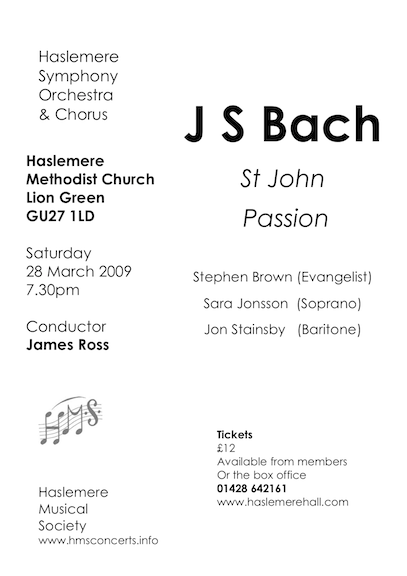 Haslemere
Symphony
Orchestra
& Chorus
Haslemere
Methodist Church
Lion Green
GU27 1LD
Saturday
28 March 2009
7.30pm
Conductor
James Ross
J S Bach
St John
Passion
Stephen Brown (Evangelist)
Sara Jonsson (Soprano)
Jon Stainsby (Baritone)
HMS
Haslemere
Musical
Society
www.hmsconcerts.info
Tickets
£12
Available from members
Or the box office
01428 642161
www.haslemerehall.com